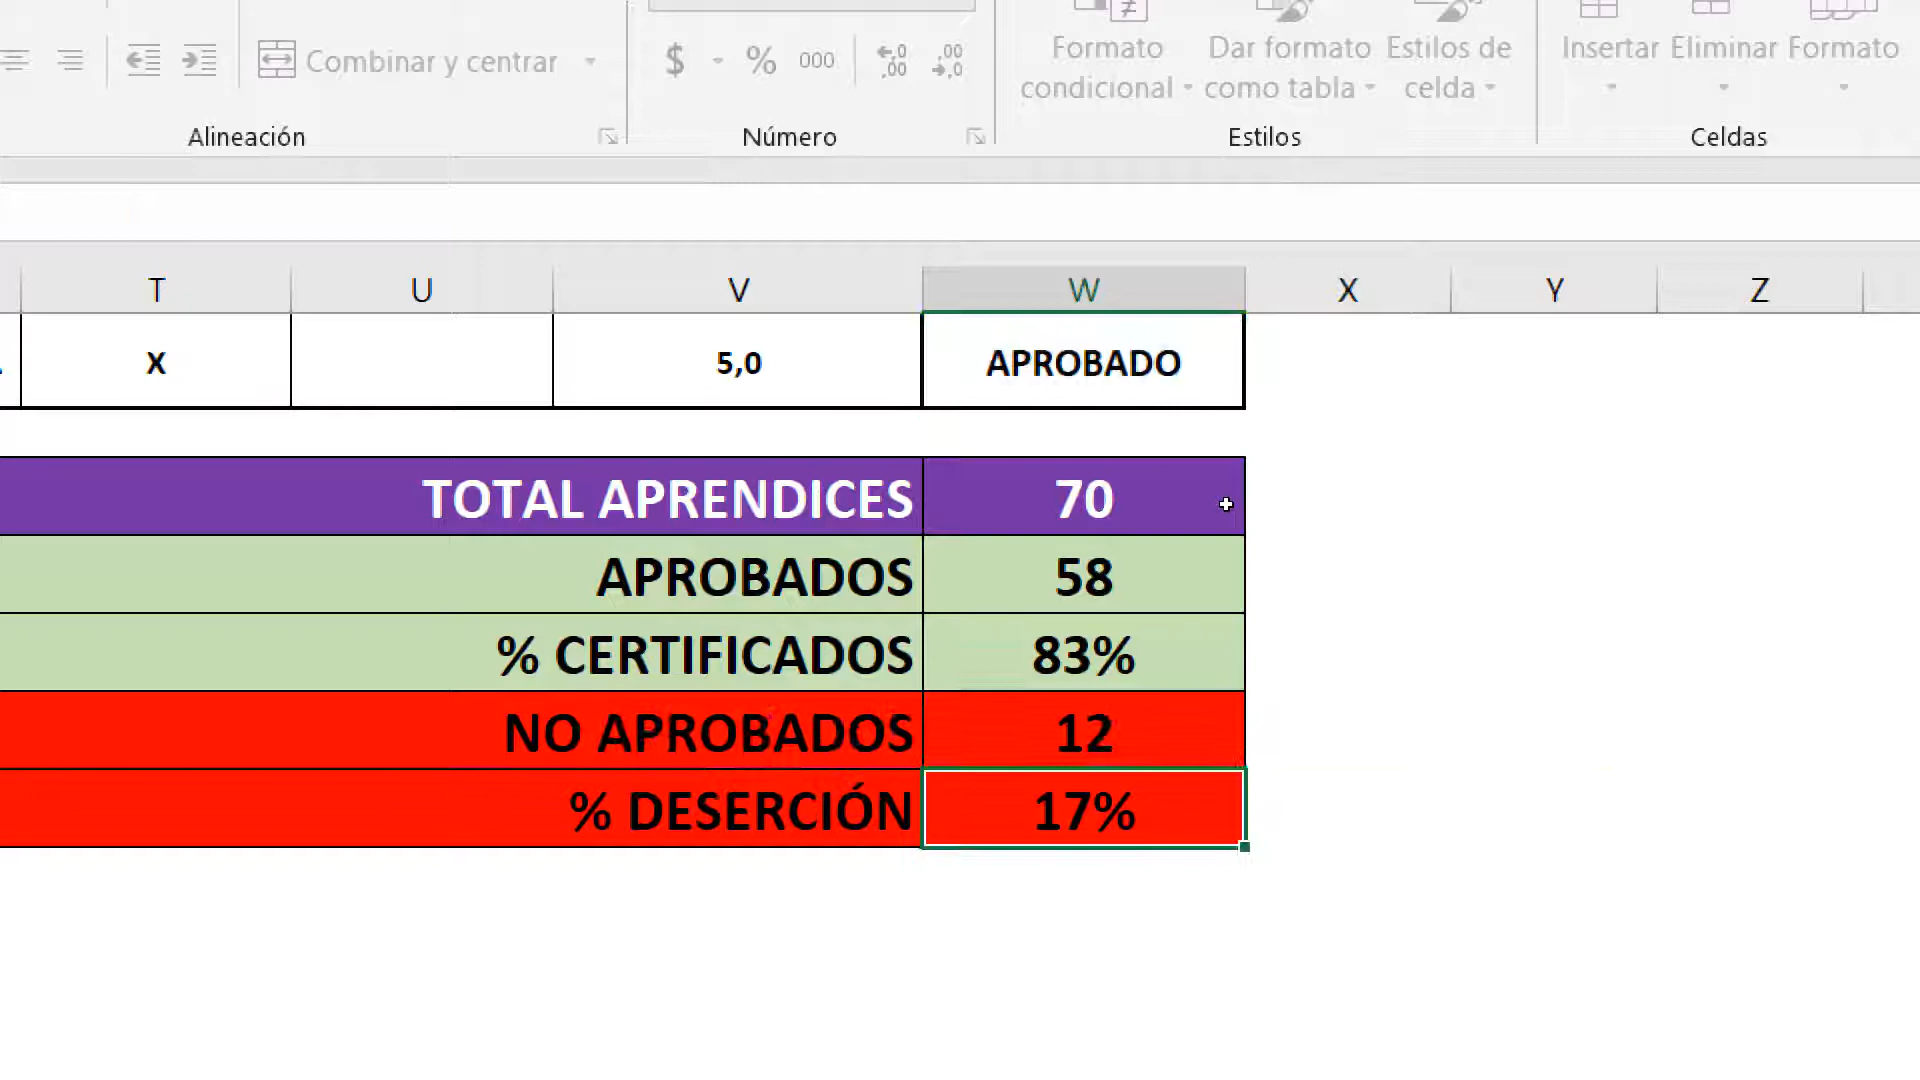 Combinar y centrar
$ % 000
Formato condicional
Dar formato como tabla
Estilos de celda
Insertar Eliminar Formato
Alineación Número Estilos Celdas
T U V W X Y Z
X 5,0 APROBADO
TOTAL APRENDICES 70
APROBADOS 58
% CERTIFICADOS 83%
NO APROBADOS 12
% DESERCIÓN 17%